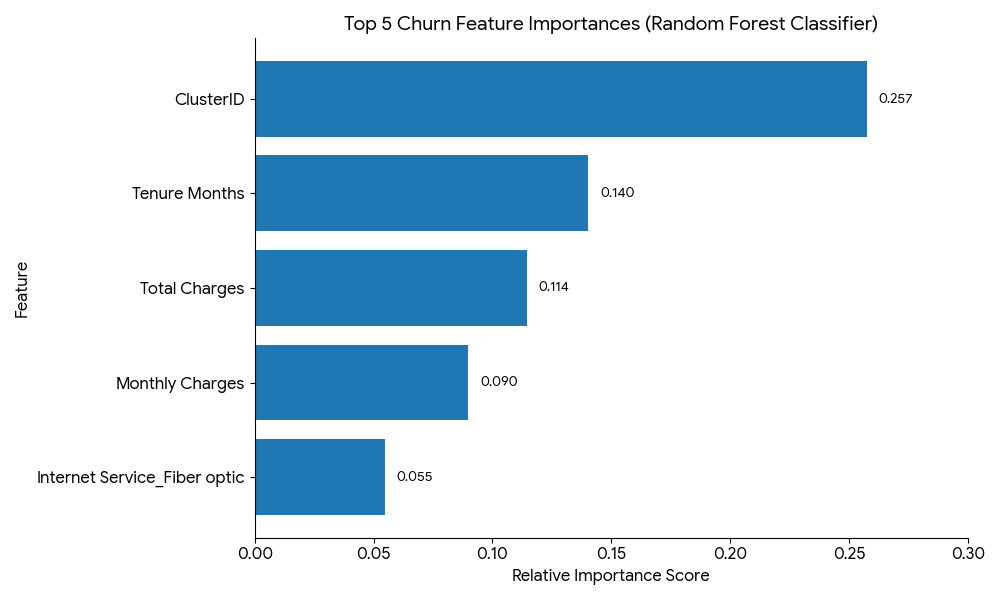 Top 5 Churn Feature Importances (Random Forest Classifier)
ClusterID
0.257
Tenure Months
0.140
Total Charges
0.114
Monthly Charges
0.090
Internet Service_Fiber optic
0.055
Feature
0.00 0.05 0.10 0.15 0.20 0.25 0.30
Relative Importance Score